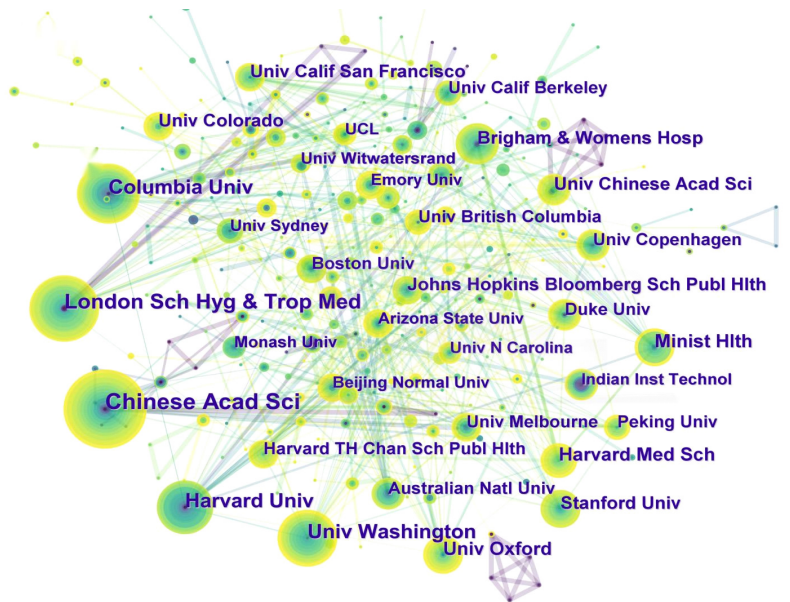 Univ Calif San Francisco
Univ Calif Berkeley
Univ Colorado
UCL
Brigham & Womens Hosp
Univ Witwatersrand
Emory Univ
Columbia Univ
Univ Chinese Acad Sci
Univ Sydney
Univ British Columbia
Univ Copenhagen
Boston Univ
Johns Hopkins Bloomberg Sch Publ Hlth
London Sch Hyg & Trop Med
Duke Univ
Arizona State Univ
Monash Univ
Univ N Carolina
Minist Hlth
Beijing Normal Univ
Indian Inst Technol
Chinese Acad Sci
Univ Melbourne
Peking Univ
Harvard TH Chan Sch Publ Hlth
Harvard Med Sch
Australian Natl Univ
Harvard Univ
Stanford Univ
Univ Washington
Univ Oxford